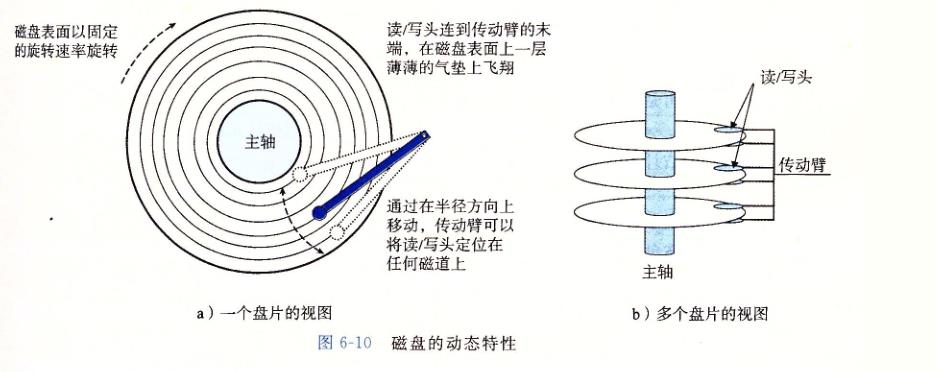 磁盘表面以固定
的旋转速率旋转
读/写头连到传动臂的末
端，在磁盘表面上一层
薄薄的气垫上飞翔
主轴
通过在半径方向上
移动，传动臂可以
将读/写头定位在
任何磁道上
a）一个盘片的视图
读/写头
传动臂
主轴
b）多个盘片的视图
图 6-10 磁盘的动态特性